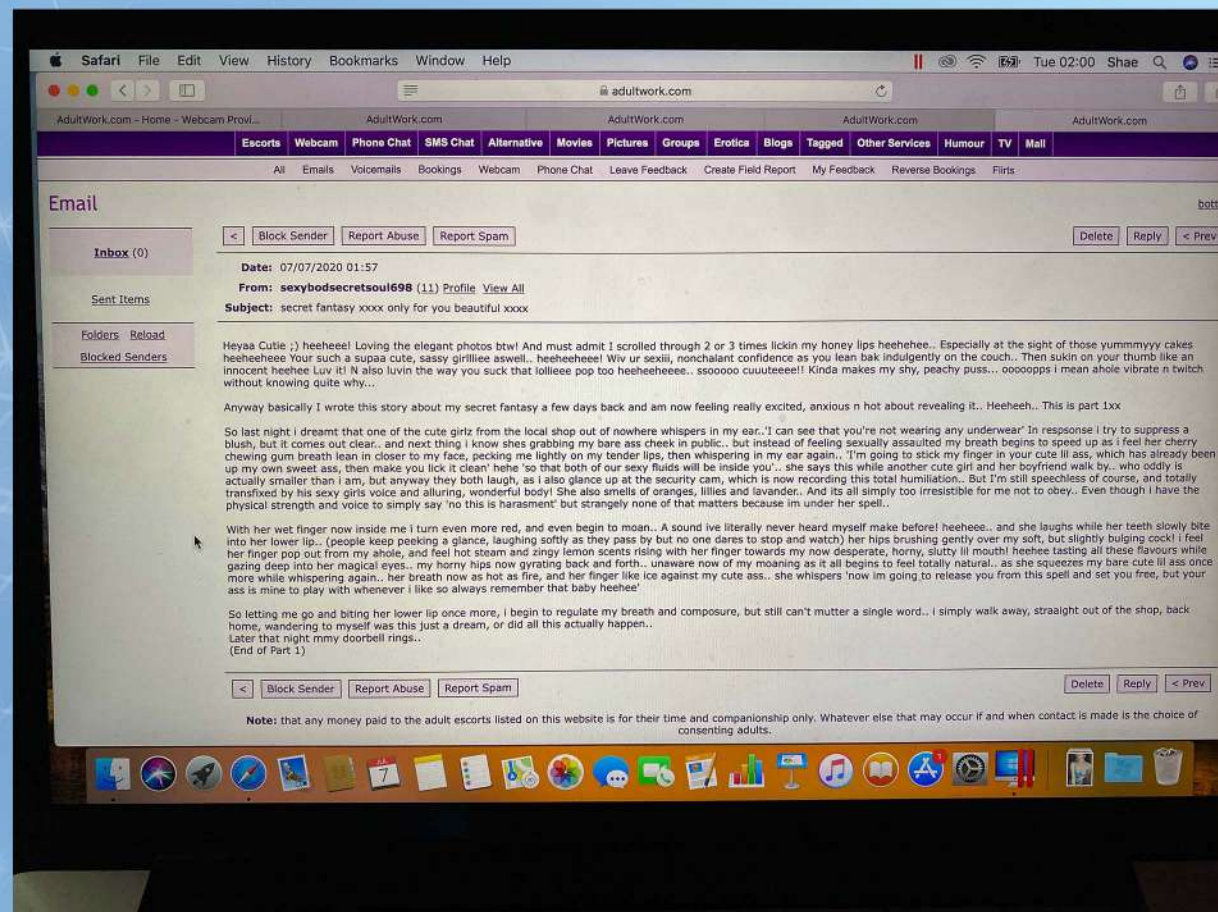 Safari File Edit View History Bookmarks Window Help Tue 02:00 Shae
adultwork.com
AdultWork.com - Home - Webcam Provi... AdultWork.com AdultWork.com AdultWork.com AdultWork.com
Escorts Webcam Phone Chat SMS Chat Alternative Movies Pictures Groups Erotica Blogs Tagged Other Services Humour TV Mall
All Emails Voicemails Bookings Webcam Phone Chat Leave Feedback Create Field Report My Feedback Reverse Bookings Flirts
Email
bott
< Block Sender Report Abuse Report Spam Delete Reply < Prev
Inbox (0)
Sent Items
Folders Reload
Blocked Senders
Date: 07/07/2020 01:57
From: sexybodsecretsoul698 (11) Profile View All
Subject: secret fantasy xxxx only for you beautiful xxxx
Heyaa Cutie ;) heeheee! Loving the elegant photos btw! And must admit I scrolled through 2 or 3 times lickin my honey lips heehehee.. Especially at the sight of those yummmyyy cakes
heeheeheee Your such a supaa cute, sassy girlliee aswell.. heeheeheee! Wiv ur sexiii, nonchalant confidence as you lean bak indulgently on the couch.. Then sukin on your thumb like an
innocent heehee Luv it! N also luvin the way you suck that lollieee pop too heeheeheeee.. ssooooo cuuuteeee!! Kinda makes my shy, peachy puss... ooooopps i mean ahole vibrate n twitch
without knowing quite why...
Anyway basically I wrote this story about my secret fantasy a few days back and am now feeling really excited, anxious n hot about revealing it.. Heeheeh.. This is part 1xx
So last night i dreamt that one of the cute girlz from the local shop out of nowhere whispers in my ear..'I can see that you're not wearing any underwear' In respsonse i try to suppress a
blush, but it comes out clear.. and next thing i know shes grabbing my bare ass cheek in public.. but instead of feeling sexually assaulted my breath begins to speed up as i feel her cherry
chewing gum breath lean in closer to my face, pecking me lightly on my tender lips, then whispering in my ear again.. 'I'm going to stick my finger in your cute lil ass, which has already been
up my own sweet ass, then make you lick it clean' hehe 'so that both of our sexy fluids will be inside you'.. she says this while another cute girl and her boyfriend walk by.. who oddly is
actually smaller than i am, but anyway they both laugh, as i also glance up at the security cam, which is now recording this total humiliation.. But I'm still speechless of course, and totally
transfixed by his sexy girls voice and alluring, wonderful body! She also smells of oranges, lillies and lavander.. And its all simply too irresistible for me not to obey.. Even though i have the
physical strength and voice to simply say 'no this is harasment' but strangely none of that matters because im under her spell..
With her wet finger now inside me i turn even more red, and even begin to moan.. A sound ive literally never heard myself make before! heeheee.. and she laughs while her teeth slowly bite
into her lower lip.. (people keep peeking a glance, laughing softly as they pass by but no one dares to stop and watch) her hips brushing gently over my soft, but slightly bulging cock! i feel
her finger pop out from my ahole, and feel hot steam and zingy lemon scents rising with her finger towards my now desperate, horny, slutty lil mouth! heehee tasting all these flavours while
gazing deep into her magical eyes.. my horny hips now gyrating back and forth.. unaware now of my moaning as it all begins to feel totally natural.. as she squeezes my bare cute lil ass once
more while whispering again.. her breath now as hot as fire, and her finger like ice against my cute ass.. she whispers 'now im going to release you from this spell and set you free, but your
ass is mine to play with whenever i like so always remember that baby heehee'
So letting me go and biting her lower lip once more, i begin to regulate my breath and composure, but still can't mutter a single word.. i simply walk away, straaight out of the shop, back
home, wandering to myself was this just a dream, or did all this actually happen..
Later that night mmy doorbell rings..
(End of Part 1)
< Block Sender Report Abuse Report Spam Delete Reply < Prev
Note: that any money paid to the adult escorts listed on this website is for their time and companionship only. Whatever else that may occur if and when contact is made is the choice of
consenting adults.
7